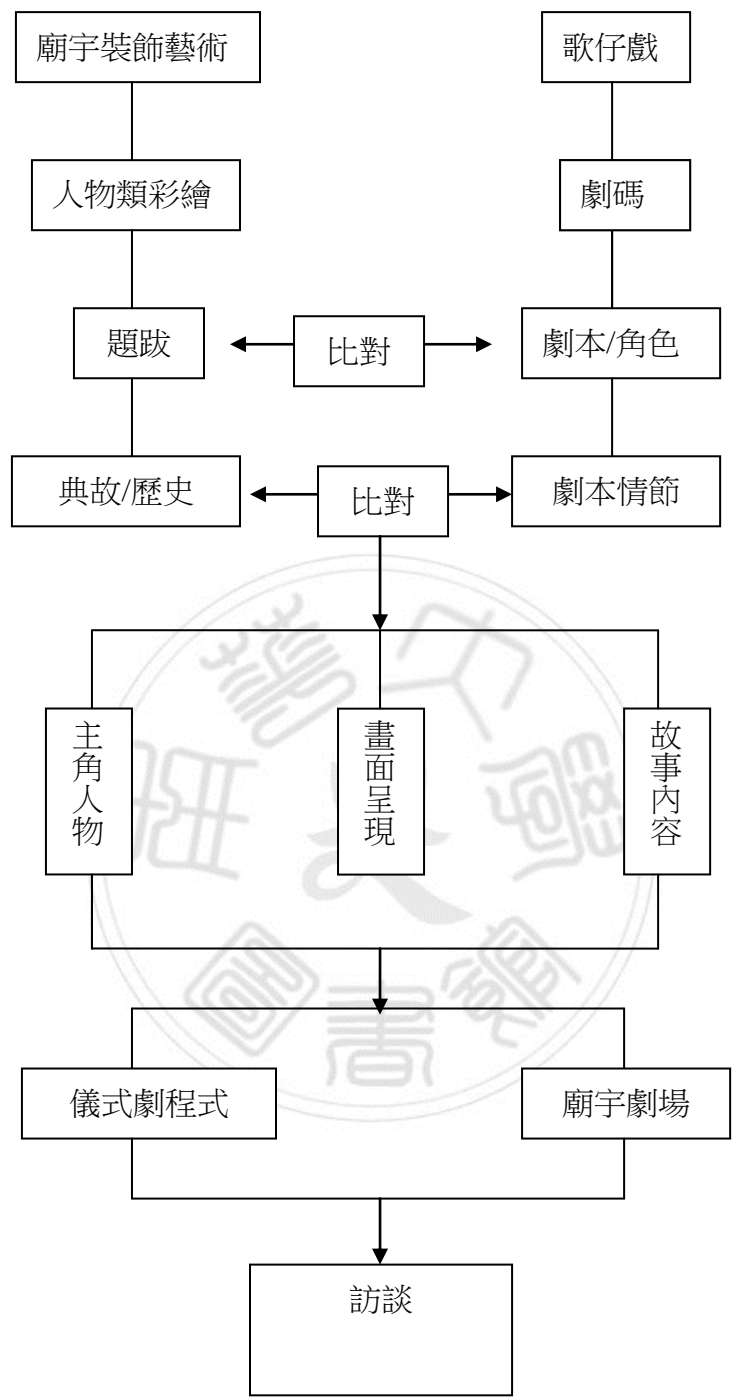 廟宇裝飾藝術
歌仔戲
人物類彩繪
劇碼
題跋
比對
劇本/角色
典故/歷史
比對
劇本情節
主角人物
畫面呈現
故事內容
儀式劇程式
廟宇劇場
訪談